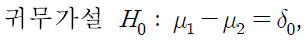 귀무가설 H₀ : μ₁ − μ₂ = δ₀,